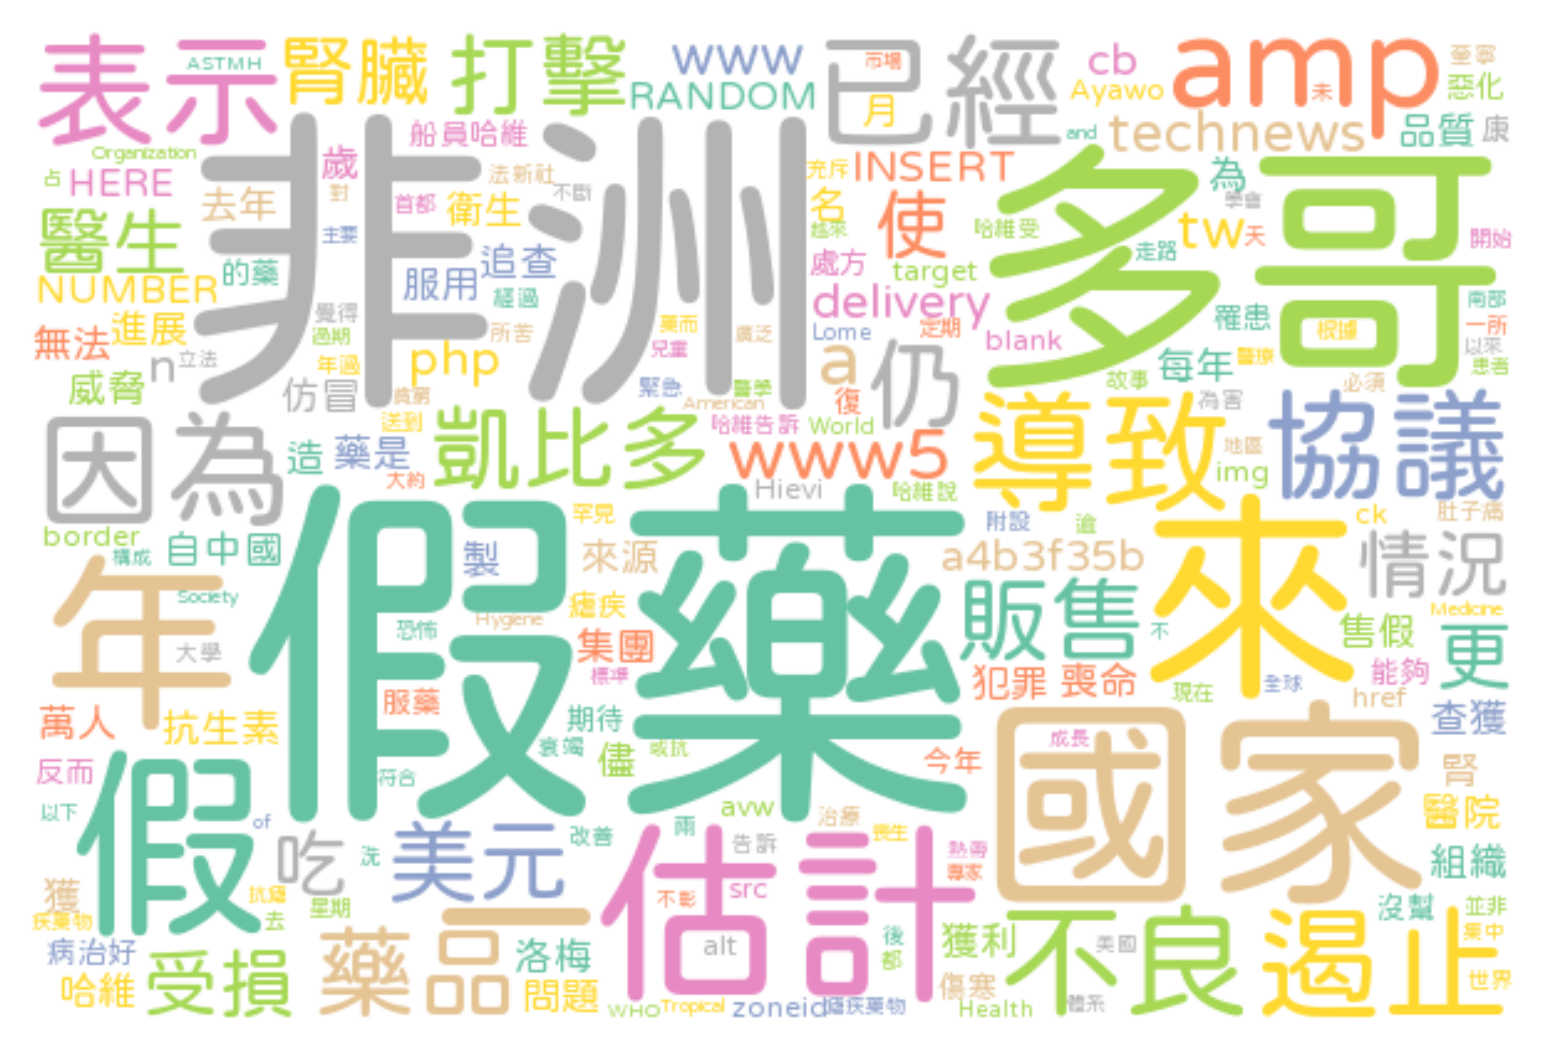 表示
ASTMH
腎臟
打擊
www
RANDOM
已經
市場
月
cb
Ayawo
amp
未
惡化
technews
and
品質
康
Organization
占
HERE
歲
船員哈維
法新社
不斷
充斥
INSERT
為
學會
多哥
非洲
去年
對
首都
衛生
名
越來
使
哈維受
tw
天
走路
開始
醫生
主要
的藥
服用
追查
經過
處方
target
NUMBER
delivery
南部
無法
進展
覺得
過期
所苦
藥而
廣泛
Lome
定期
blank
羅患
根據
一所
以來
患者
n
立法
年過
php
兒童
a
仍
每年
醫療
威脅
仿冒
貧窮
緊急
醫學
American
復
故事
為害
必須
因為
送到
凱比多
哈維告訴
World
導致
地區
協議
造
藥是
大約
www5
img
Hievi
哈維說
border
構成
自中國
假藥
罕見
附設
逾
ck
肚子痛
製
來源
a4b3f35b
來
情況
年
Society
恐怖
Hygiene
瘧疾
販售
不
Medicine
售假
大學
集團
標準
更
犯罪
喪命
現在
全球
能夠
萬人
抗生素
服藥
期待
href
查獲
衰竭
儘
或抗
反而
符合
今年
國家
成長
腎
以下
假
of
avw
治療
醫院
吃
洗
美元
改善
雨
告訴
喪生
估計
熱帶
專家
組織
獲
抗瘧
星期
不彰
src
疾藥物
去
沒幫
並非
病治好
藥品
洛梅
alt
後
都
獲利
不良
美國
遏止
集中
哈維
受損
問題
傷寒
世界
WHO
Tropical
zoneid
瘧疾藥物
Health
體系